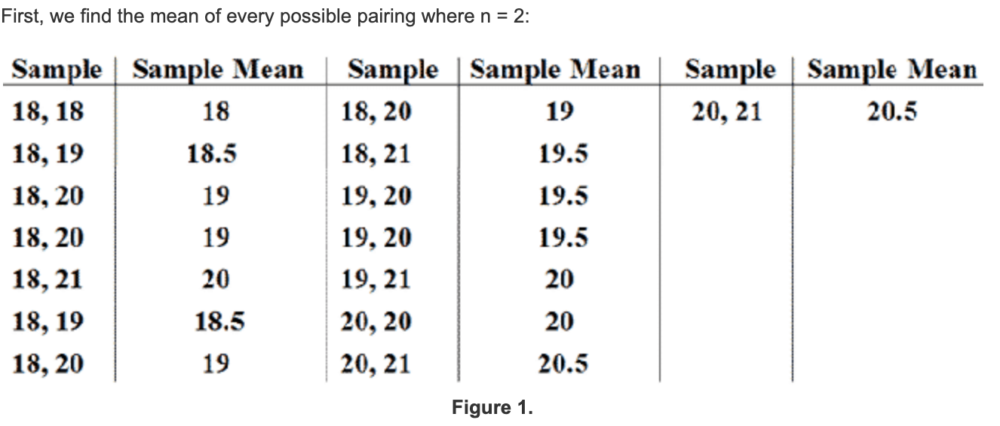 First, we find the mean of every possible pairing where n = 2:
Sample Sample Mean Sample Sample Mean Sample Sample Mean
18, 18 18 18, 20 19 20, 21 20.5
18, 19 18.5 18, 21 19.5
18, 20 19 19, 20 19.5
18, 20 19 19, 20 19.5
18, 21 20 19, 21 20
18, 19 18.5 20, 20 20
18, 20 19 20, 21 20.5
Figure 1.